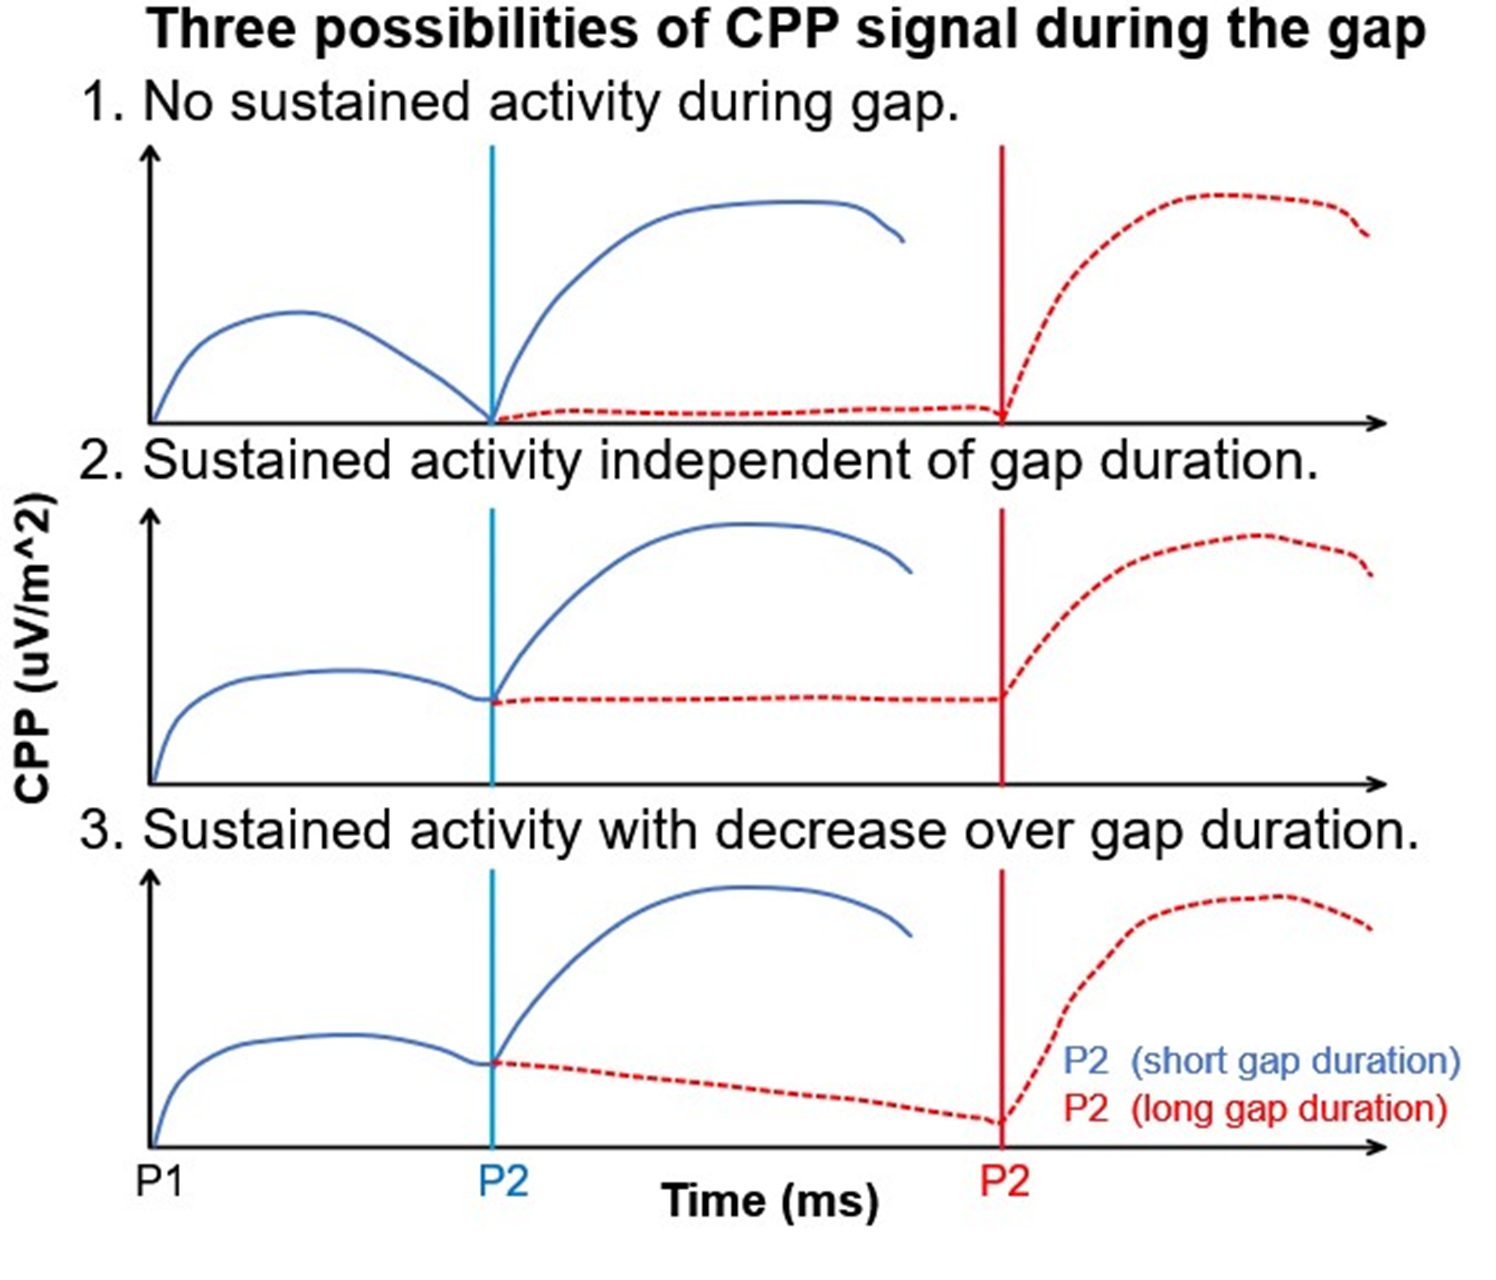 Three possibilities of CPP signal during the gap
1. No sustained activity during gap.
2. Sustained activity independent of gap duration.
CPP (uV/m^2)
3. Sustained activity with decrease over gap duration.
P2 (short gap duration)
P2 (long gap duration)
P1
P2
P2
Time (ms)